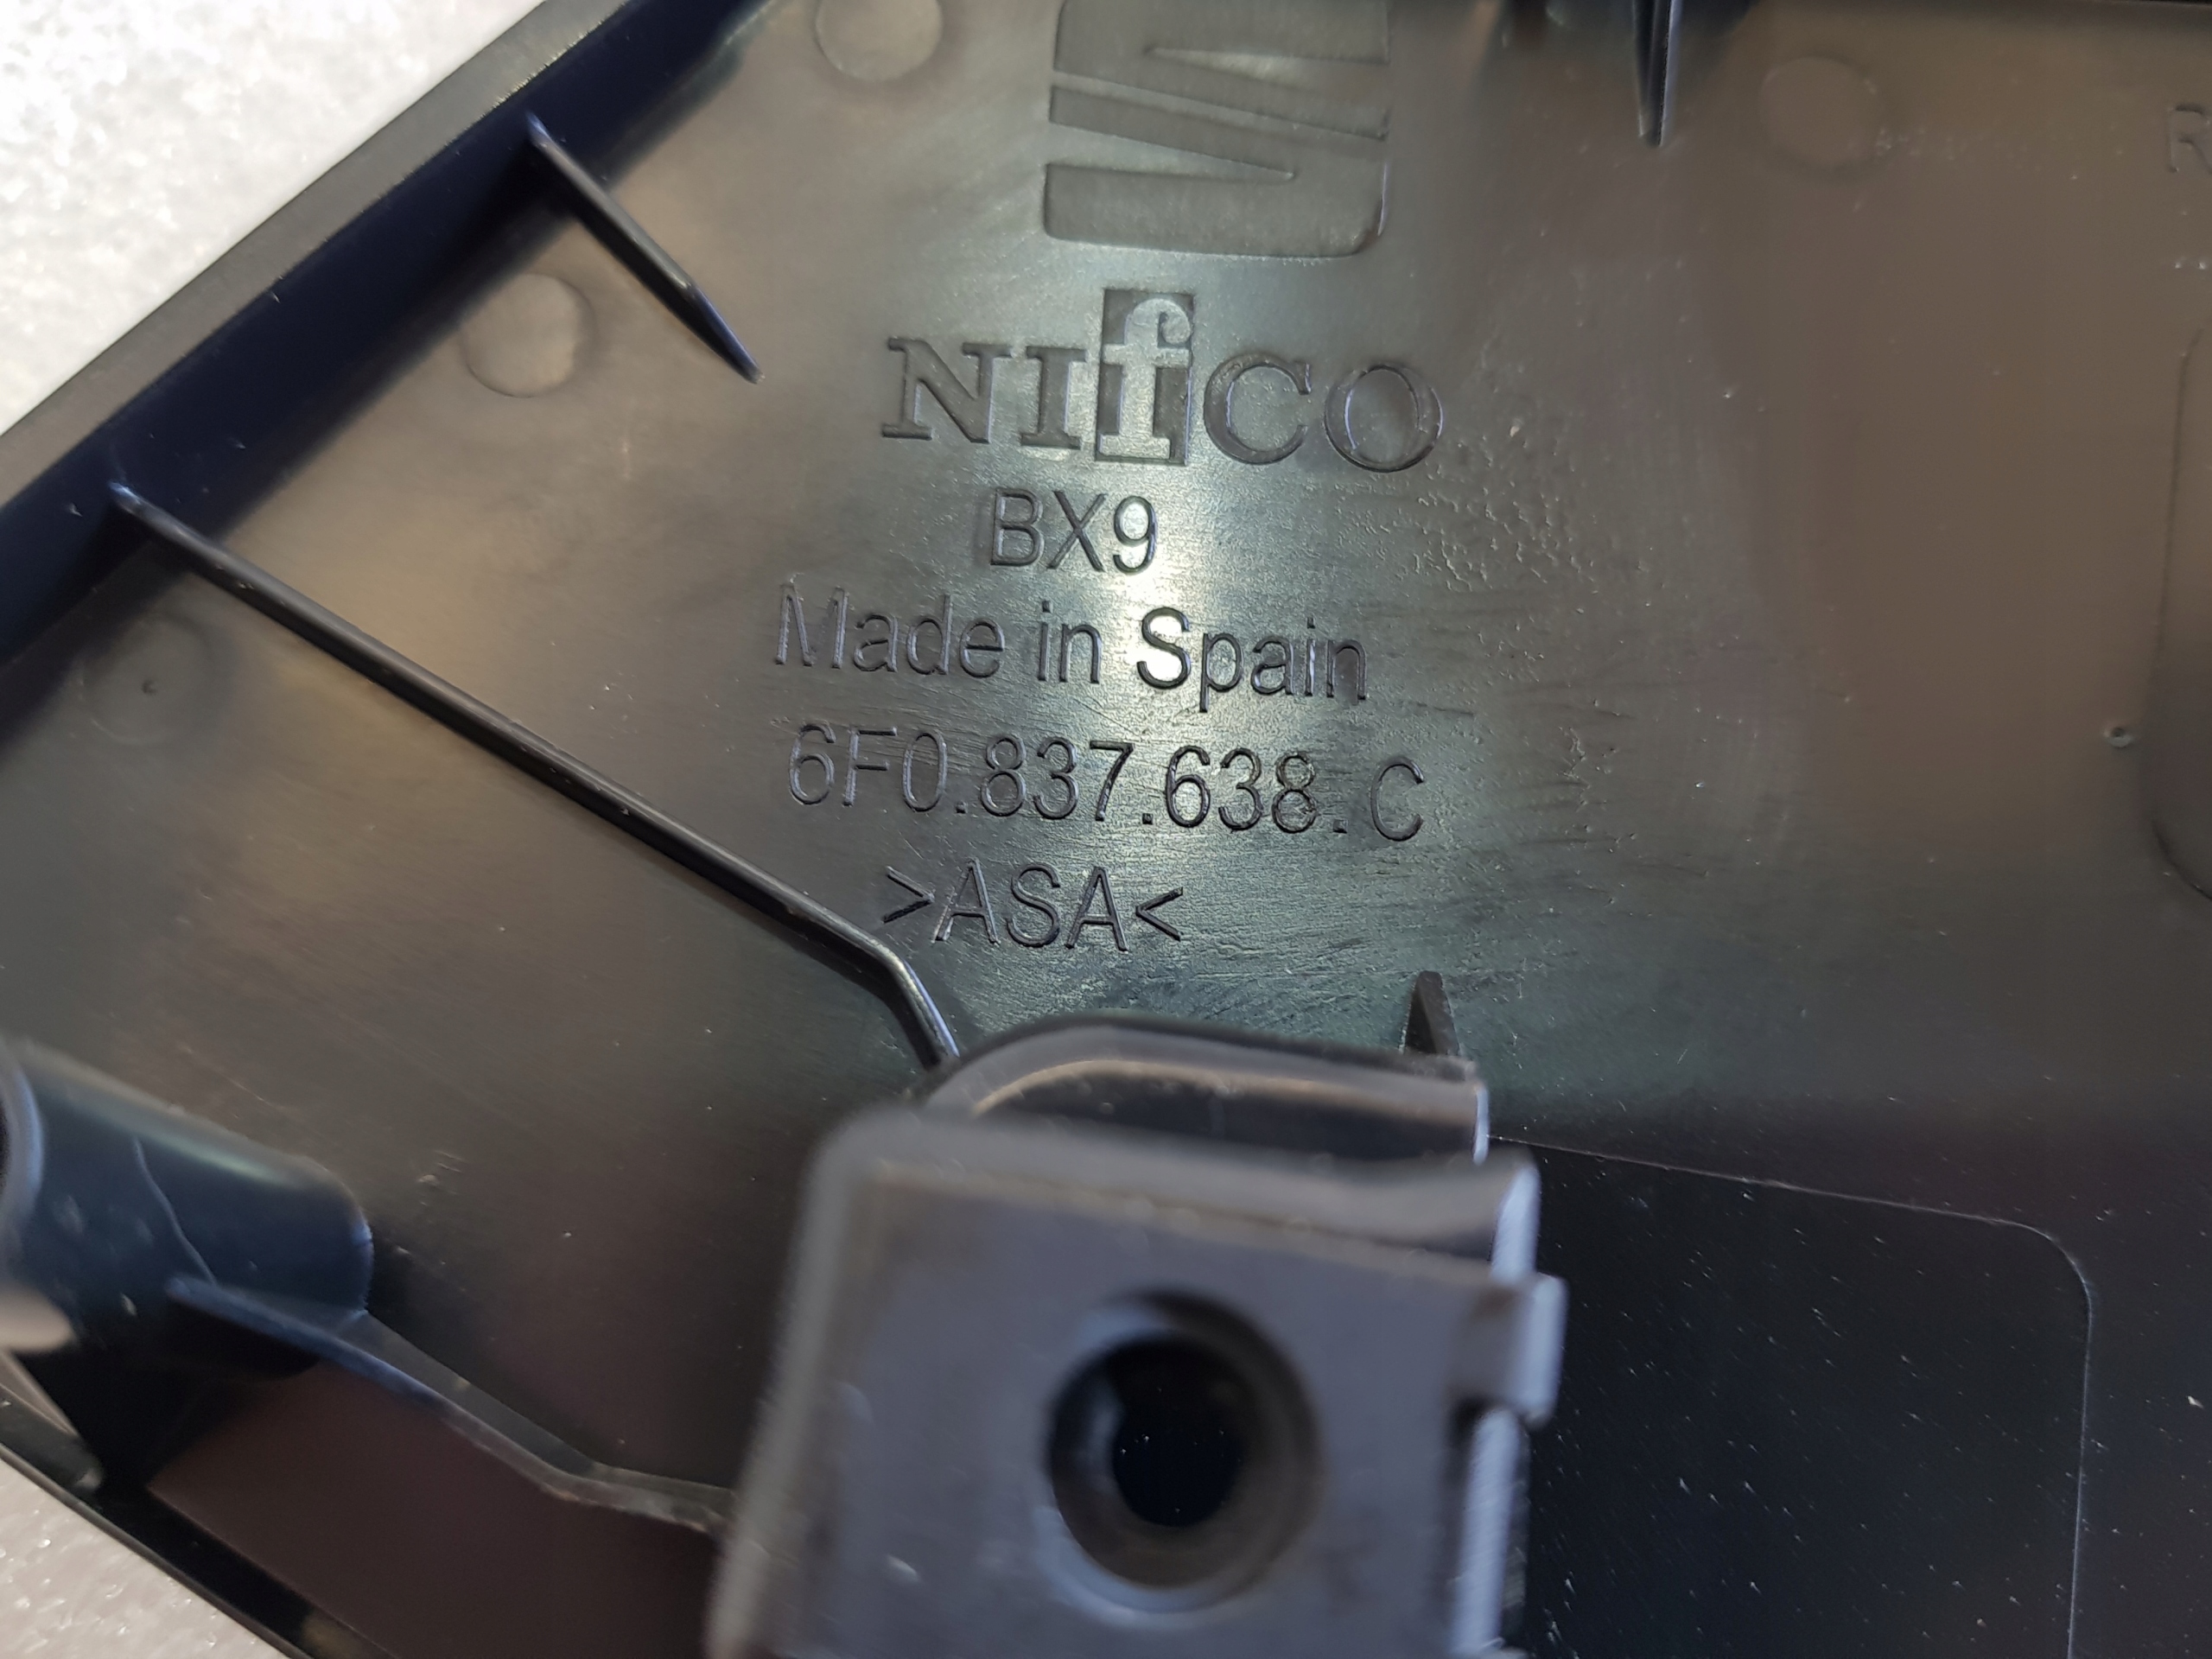 NIfCO
BX9
Made in Spain
6F0.837.638.C
>ASA<